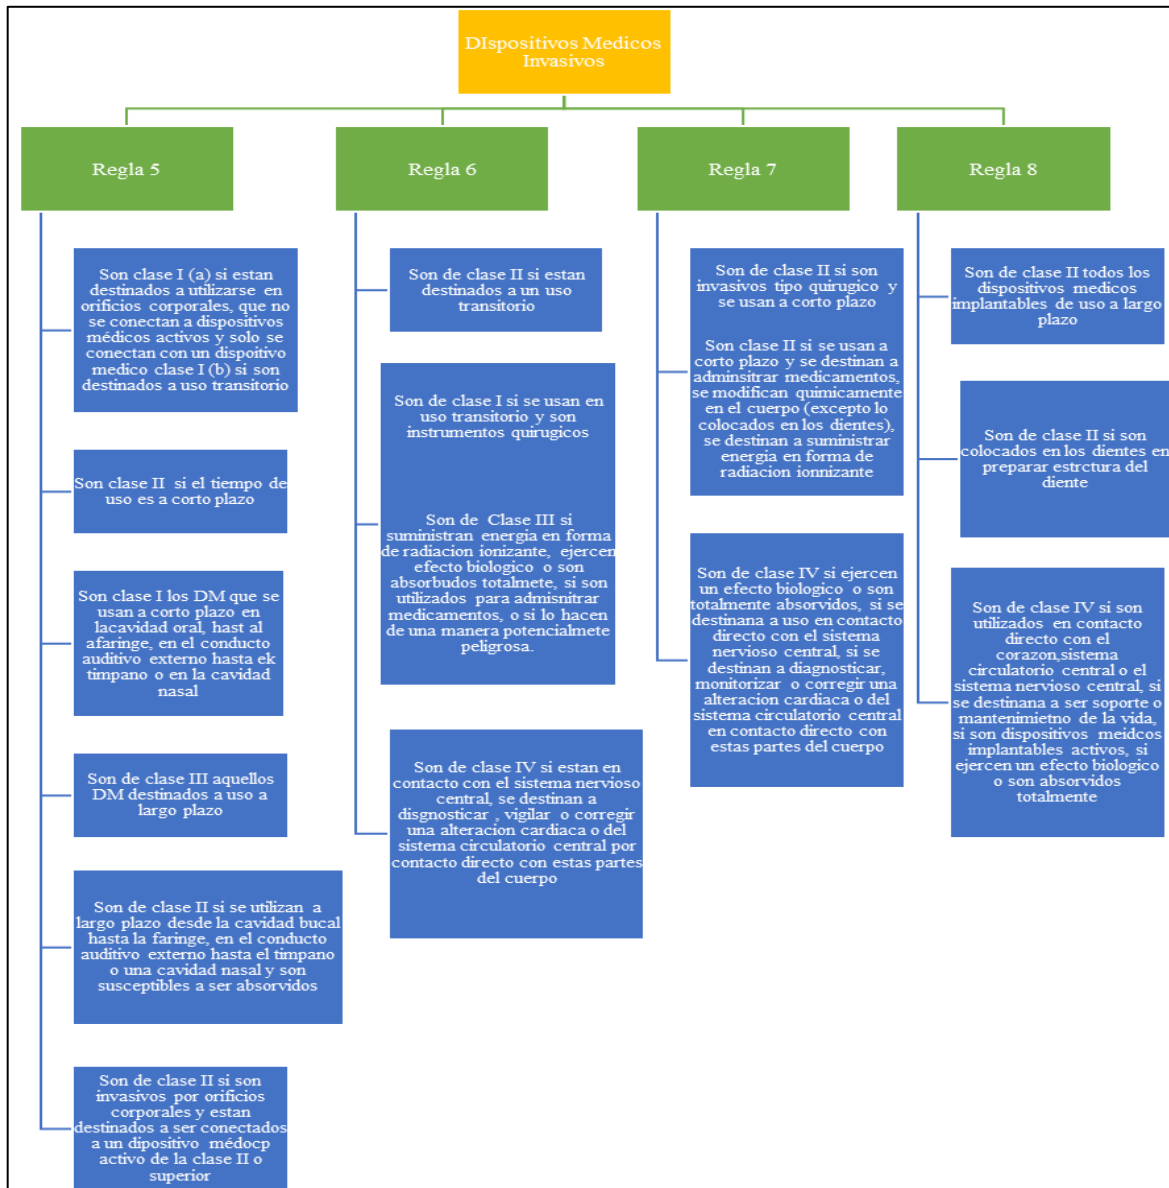 DIspositivos Medicos
Invasivos
Regla 5
Regla 6
Regla 7
Regla 8
Son clase I (a) si estan
destinados a utilizarse en
orificios corporales, que no
se conectan a dispositivos
médicos activos y solo se
conectan con un dispoitivo
medico clase I (b) si son
destinados a uso transitorio
Son clase II si el tiempo de
uso es a corto plazo
Son clase I los DM que se
usan a corto plazo en
lacavidad oral, hast al
afaringe, en el conducto
auditivo externo hasta ek
timpano o en la cavidad
nasal
Son de clase III aquellos
DM destinados a uso a
largo plazo
Son de clase II si se utilizan a
largo plazo desde la cavidad bucal
hasta la faringe, en el conducto
auditivo externo hasta el timpano
o una cavidad nasal y son
susceptibles a ser absorvidos
Son de clase II si son
invasivos por orificios
corporales y estan
destinados a ser conectados
a un dipositivo médocp
activo de la clase II o
superior
Son de clase II si estan
destinados a un uso
transitorio
Son de clase I si se usan en
uso transitorio y son
instrumentos quirugicos
Son de Clase III si
suministran energia en forma
de radiacion ionizante, ejercen
efecto biologico o son
absorbudos totalmete, si son
utilizados para admisnitrar
medicamentos, o si lo hacen
de una manera potencialmete
peligrosa.
Son de clase IV si estan en
contacto con el sistema nervioso
central, se destinan a
disgnosticar , vigilar o corregir
una alteracion cardiaca o del
sistema circulatorio central por
contacto directo con estas partes
del cuerpo
Son de clase II si son
invasivos tipo quirugico y
se usan a corto plazo
Son clase II si se usan a
corto plazo y se destinan a
adminsitrar medicamentos,
se modifican quimicamente
en el cuerpo (excepto lo
colocados en los dientes),
se destinan a suministrar
energia en forma de
radiacion ionnizante
Son de clase IV si ejercen
un efecto biologico o son
totalmente absorvidos, si se
destinana a uso en contacto
directo con el sistema
nervioso central, si se
destinan a diagnosticar,
monitorizar o corregir una
alteracion cardiaca o del
sistema circulatorio central
en contacto directo con
estas partes del cuerpo
Son de clase II todos los
dispositivos medicos
implantables de uso a largo
plazo
Son de clase II si son
colocados en los dientes en
preparar estrctura del
diente
Son de clase IV si son
utilizados en contacto
directo con el
corazon,sistema
circulatorio central o el
sistema nervioso central, si
se destinana a ser soporte o
mantenimietno de la vida,
si son dispositivos meidcos
implantables activos, si
ejercen un efecto biologico
o son absorvidos
totalmente